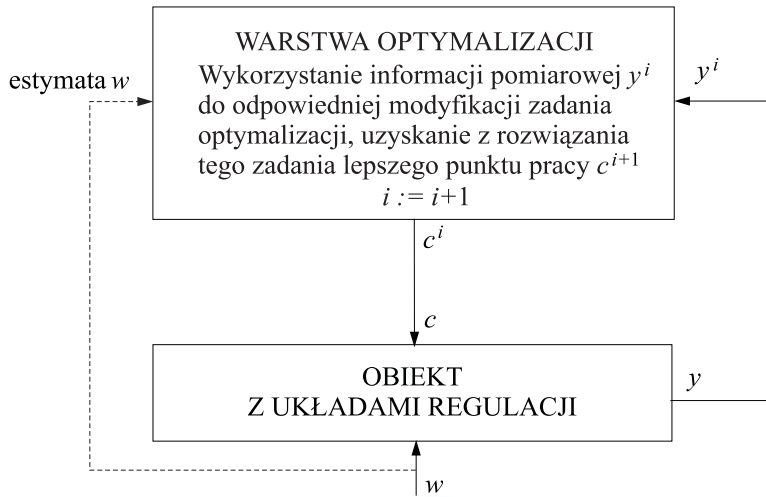 WARSTWA OPTYMALIZACJI
Wykorzystanie informacji pomiarowej y^i
do odpowiedniej modyfikacji zadania
optymalizacji, uzyskanie z rozwiązania
tego zadania lepszego punktu pracy c^{i+1}
i := i+1
estymata w
y^i
c^i
c
OBIEKT
Z UKŁADAMI REGULACJI
y
w